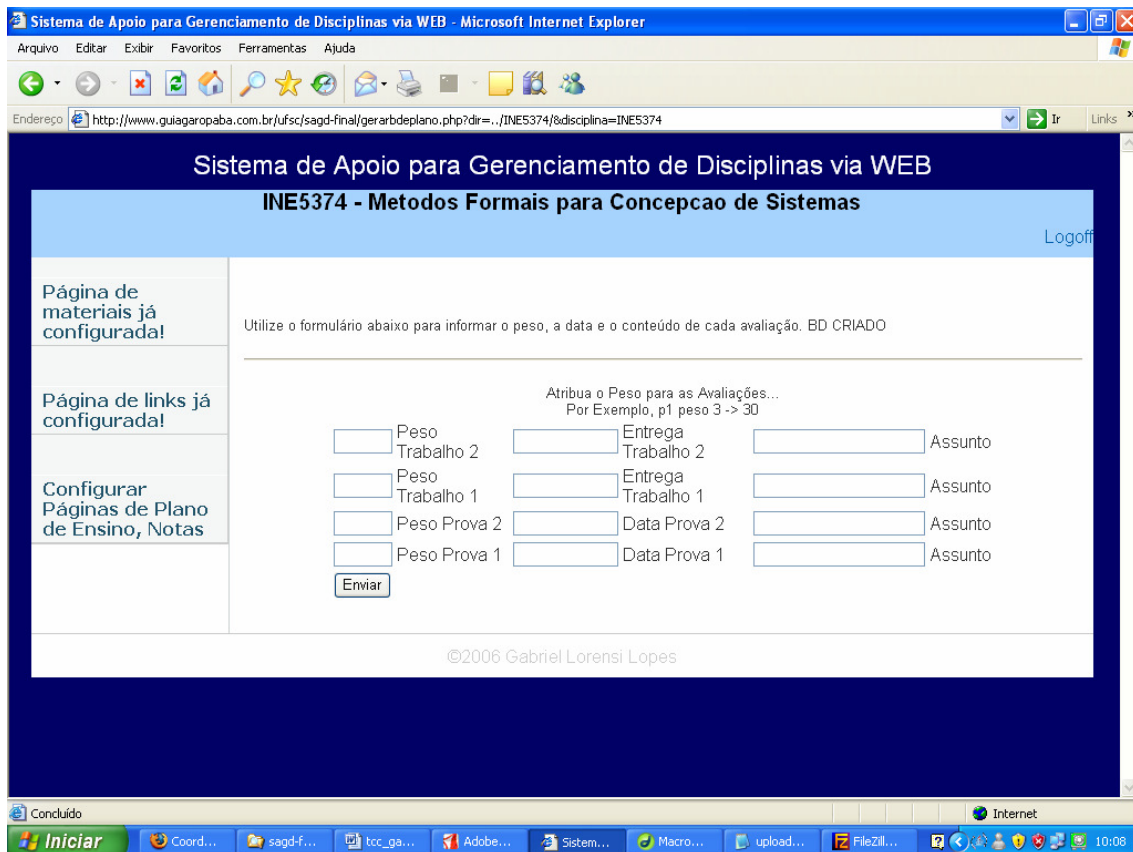 Sistema de Apoio para Gerenciamento de Disciplinas via WEB - Microsoft Internet Explorer
Arquivo Editar Exibir Favoritos Ferramentas Ajuda
Endereço http://www.guiagaropaba.com.br/ufsc/sagd-final/gerarbdeplano.php?dir=../INE5374/&disciplina=INE5374 Ir Links »
Sistema de Apoio para Gerenciamento de Disciplinas via WEB
INE5374 - Metodos Formais para Concepcao de Sistemas
Logoff
Página de
materiais já
configurada!
Página de links já
configurada!
Configurar
Páginas de Plano
de Ensino, Notas
Utilize o formulário abaixo para informar o peso, a data e o conteúdo de cada avaliação. BD CRIADO
Atribua o Peso para as Avaliações...
Por Exemplo, p1 peso 3 -> 30
Peso Trabalho 2 Entrega Trabalho 2 Assunto
Peso Trabalho 1 Entrega Trabalho 1 Assunto
Peso Prova 2 Data Prova 2 Assunto
Peso Prova 1 Data Prova 1 Assunto
Enviar
©2006 Gabriel Lorensi Lopes
Concluído Internet
Iniciar Coord... sagd-f... tcc_ga... Adobe... Sistem... Macro... upload... FileZill... 10:08